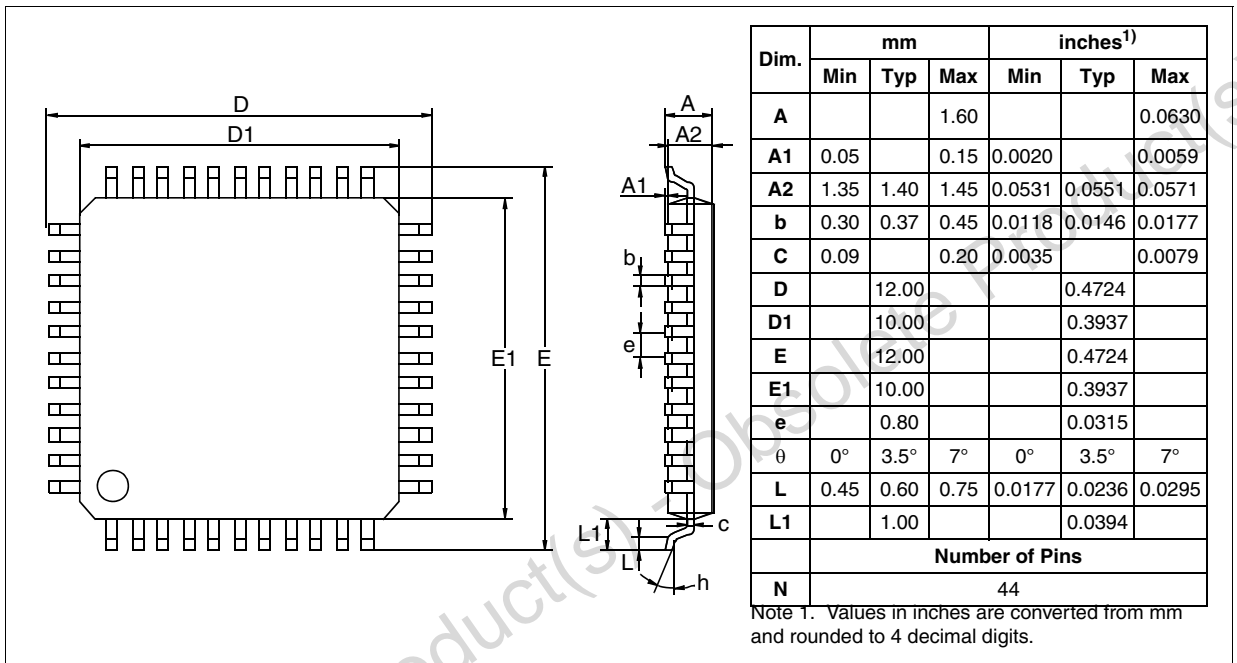 D
D1
A
A2
A1
b
e
E1 E
L1
L
c
h
Dim. mm inches1)
Min Typ Max Min Typ Max
A 1.60 0.0630
A1 0.05 0.15 0.0020 0.0059
A2 1.35 1.40 1.45 0.0531 0.0551 0.0571
b 0.30 0.37 0.45 0.0118 0.0146 0.0177
C 0.09 0.20 0.0035 0.0079
D 12.00 0.4724
D1 10.00 0.3937
E 12.00 0.4724
E1 10.00 0.3937
e 0.80 0.0315
θ 0° 3.5° 7° 0° 3.5° 7°
L 0.45 0.60 0.75 0.0177 0.0236 0.0295
L1 1.00 0.0394
Number of Pins
N 44
Note 1. Values in inches are converted from mm
and rounded to 4 decimal digits.
duct(s) - Obsolete Product(s)